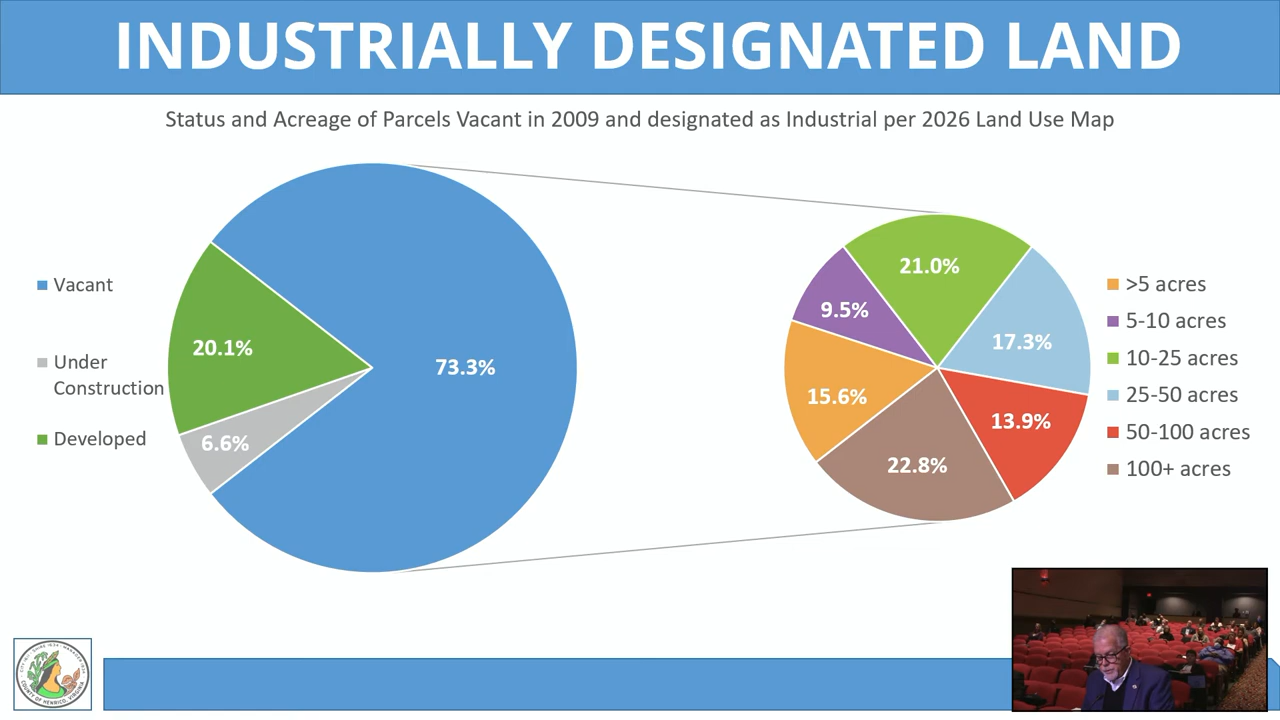 INDUSTRIALLY DESIGNATED LAND
Status and Acreage of Parcels Vacant in 2009 and designated as Industrial per 2026 Land Use Map
Vacant
Under
Construction
Developed
73.3%
20.1%
6.6%
21.0%
9.5%
17.3%
15.6%
13.9%
22.8%
>5 acres
5-10 acres
10-25 acres
25-50 acres
50-100 acres
100+ acres
COUNTY OF HENRICO, VIRGINIA